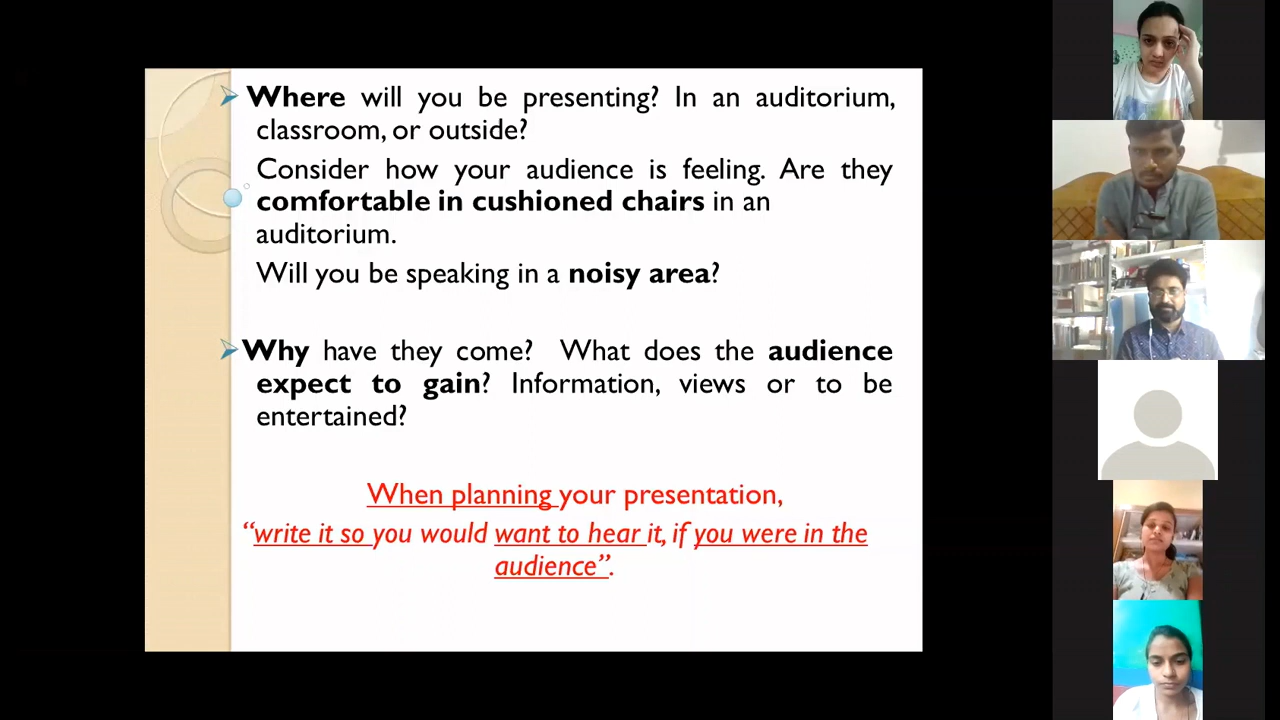 Where will you be presenting? In an auditorium,
classroom, or outside?
Consider how your audience is feeling. Are they
comfortable in cushioned chairs in an
auditorium.
Will you be speaking in a noisy area?
Why have they come? What does the audience
expect to gain? Information, views or to be
entertained?
When planning your presentation,
“write it so you would want to hear it, if you were in the
audience”.